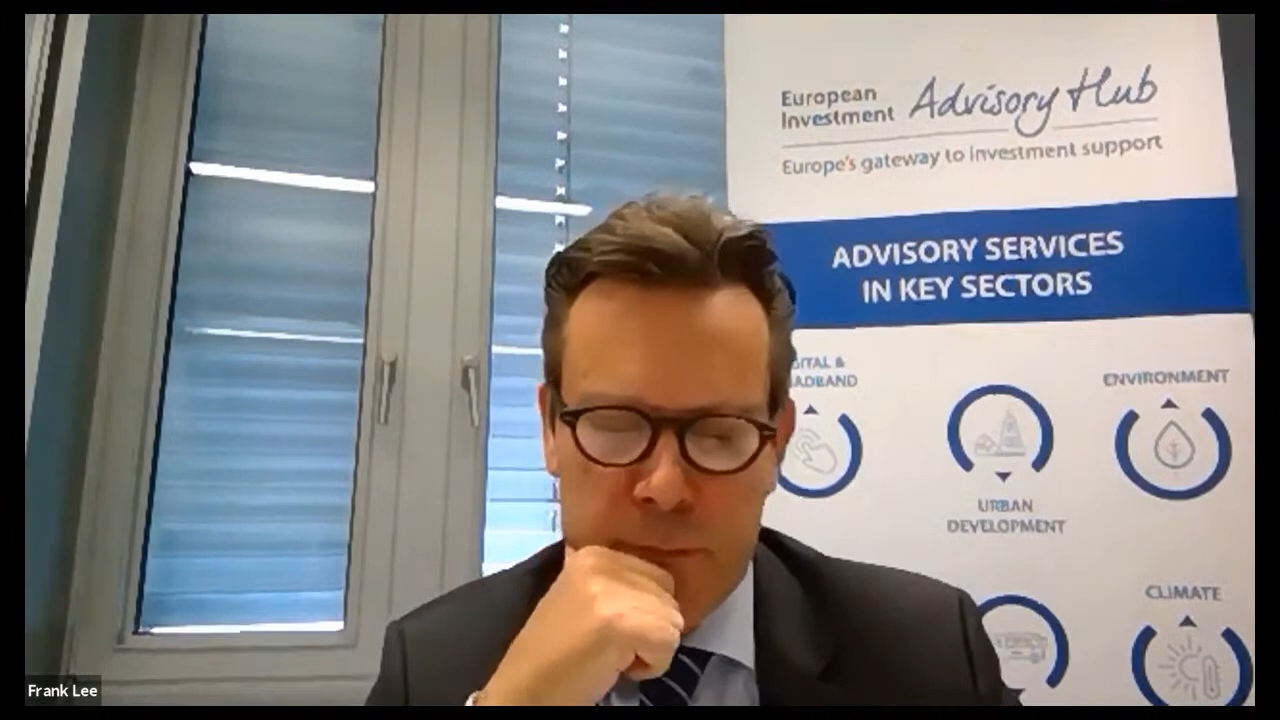 European
Investment
Advisory Hub
Europe's gateway to investment support
ADVISORY SERVICES
IN KEY SECTORS
ENVIRONMENT
URBAN
DEVELOPMENT
CLIMATE
Frank Lee